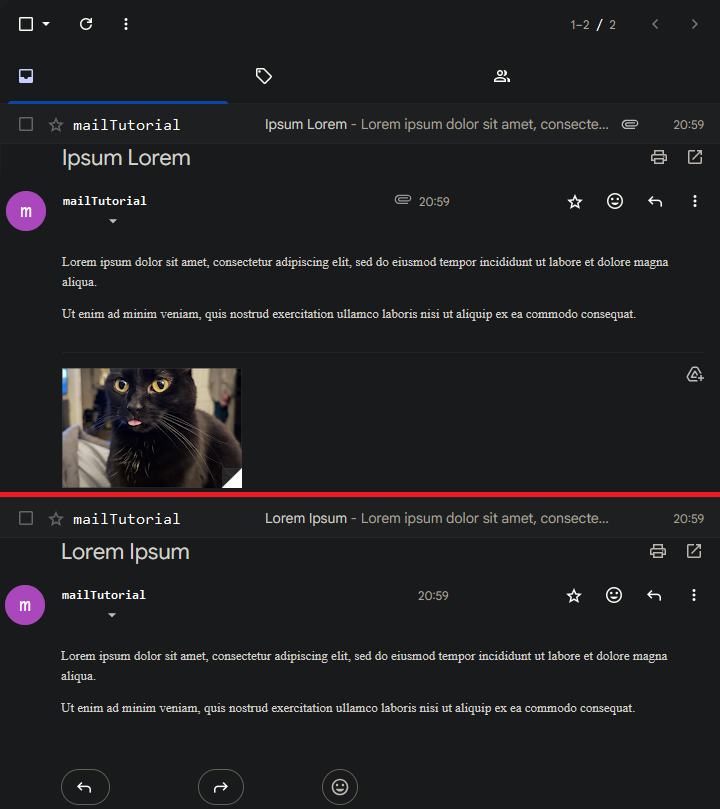 1–2 / 2
mailTutorial Ipsum Lorem - Lorem ipsum dolor sit amet, consecte... 20:59
Ipsum Lorem
m mailTutorial 20:59
Lorem ipsum dolor sit amet, consectetur adipiscing elit, sed do eiusmod tempor incididunt ut labore et dolore magna
aliqua.
Ut enim ad minim veniam, quis nostrud exercitation ullamco laboris nisi ut aliquip ex ea commodo consequat.
mailTutorial Lorem Ipsum - Lorem ipsum dolor sit amet, consecte... 20:59
Lorem Ipsum
m mailTutorial 20:59
Lorem ipsum dolor sit amet, consectetur adipiscing elit, sed do eiusmod tempor incididunt ut labore et dolore magna
aliqua.
Ut enim ad minim veniam, quis nostrud exercitation ullamco laboris nisi ut aliquip ex ea commodo consequat.